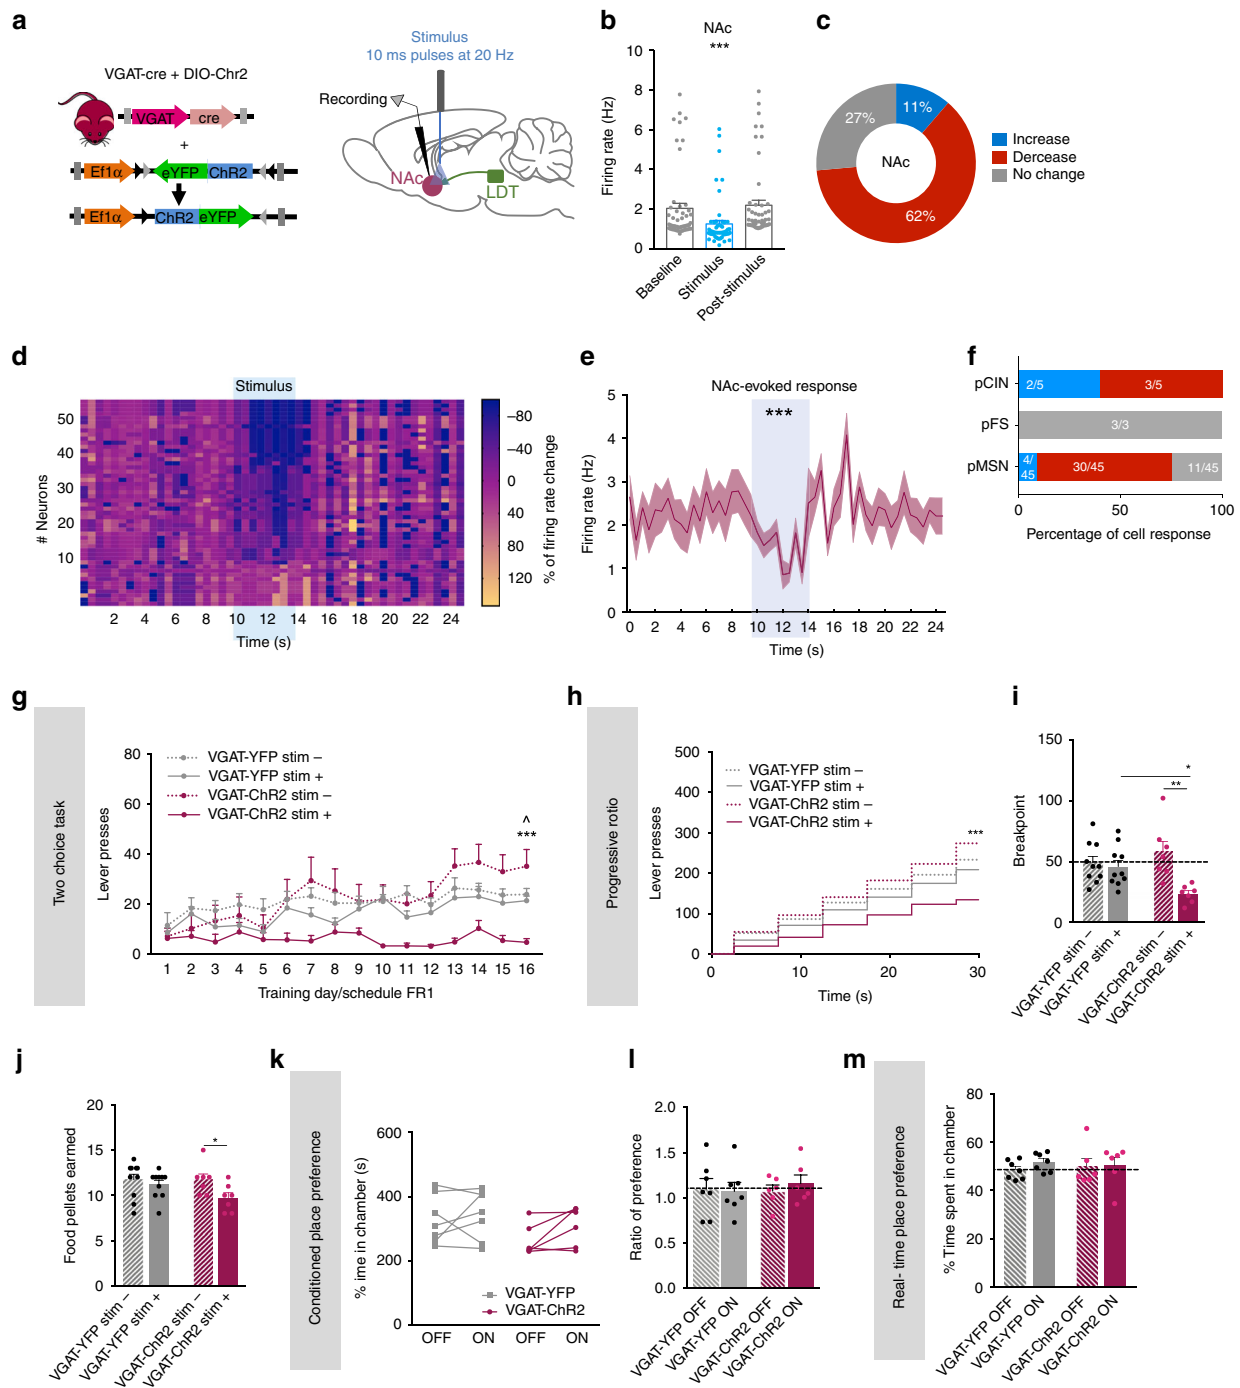 a
VGAT-cre + DIO-Chr2
VGAT cre
+
Ef1α eYFP ChR2
Ef1α ChR2 eYFP
Stimulus
10 ms pulses at 20 Hz
Recording
NAc
LDT
b
NAc
***
Firing rate (Hz)
10
8
6
4
2
0
Baseline
Stimulus
Post-stimulus
c
11%
27%
NAc
62%
Increase
Dercease
No change
d
Stimulus
# Neurons
50
40
30
20
10
2 4 6 8 10 12 14 16 18 20 22 24
Time (s)
−80
−40
0
40
80
120
% of firing rate change
e
NAc-evoked response
***
Firing rate (Hz)
5
4
3
2
1
0
0 2 4 6 8 10 12 14 16 18 20 22 24
Time (s)
f
pCIN 2/5 3/5
pFS 3/3
pMSN 4/45 30/45 11/45
0 50 100
Percentage of cell response
g
Two choice task
Lever presses
80
60
40
20
0
VGAT-YFP stim −
VGAT-YFP stim +
VGAT-ChR2 stim −
VGAT-ChR2 stim +
^
***
1 2 3 4 5 6 7 8 9 10 11 12 13 14 15 16
Training day/schedule FR1
h
Progressive ratio
Lever presses
500
400
300
200
100
0
VGAT-YFP stim −
VGAT-YFP stim +
VGAT-ChR2 stim −
VGAT-ChR2 stim +
***
0 10 20 30
Time (s)
i
Breakpoint
150
100
50
0
*
**
VGAT-YFP stim −
VGAT-YFP stim +
VGAT-ChR2 stim −
VGAT-ChR2 stim +
j
Food pellets earned
20
15
10
5
0
*
VGAT-YFP stim −
VGAT-YFP stim +
VGAT-ChR2 stim −
VGAT-ChR2 stim +
k
Conditioned place preference
% ime in chamber (s)
600
400
200
0
VGAT-YFP
VGAT-ChR2
OFF ON OFF ON
l
Ratio of preference
2.0
1.5
1.0
0.5
0.0
VGAT-YFP OFF
VGAT-YFP ON
VGAT-ChR2 OFF
VGAT-ChR2 ON
m
Real- time place preference
% Time spent in chamber
80
60
40
20
0
VGAT-YFP OFF
VGAT-YFP ON
VGAT-ChR2 OFF
VGAT-ChR2 ON